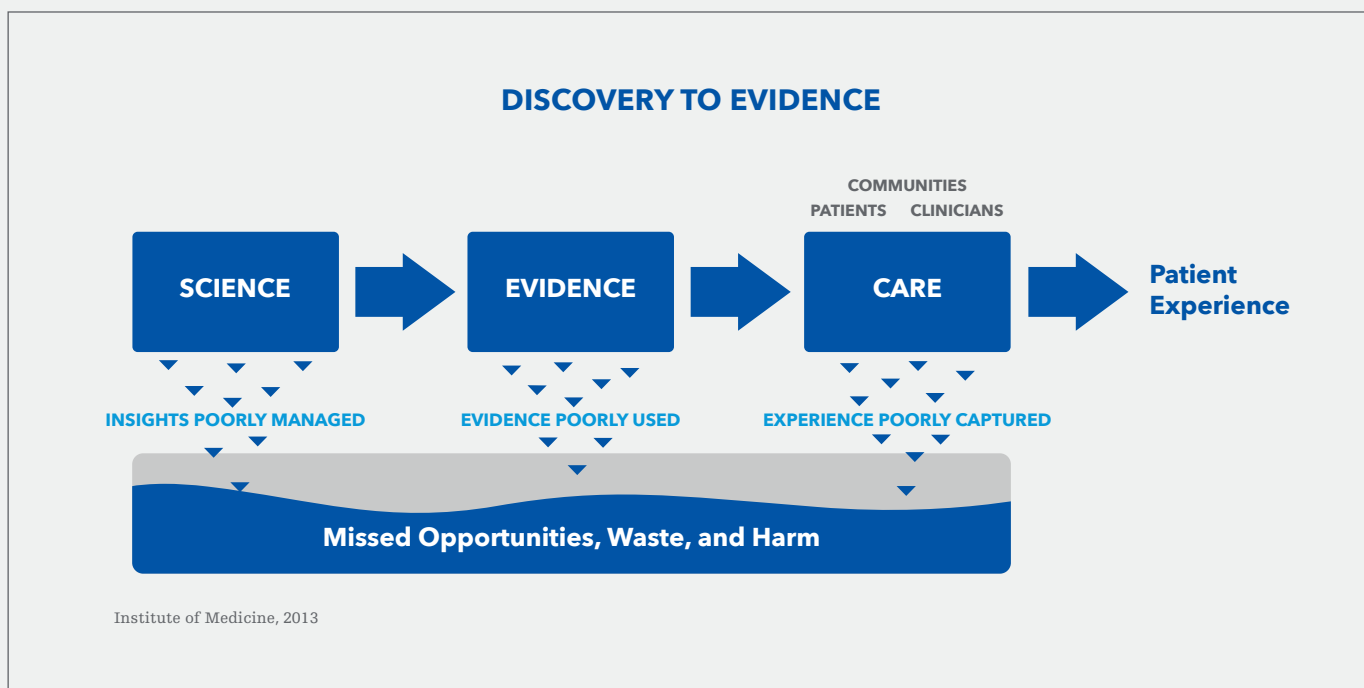 DISCOVERY TO EVIDENCE
COMMUNITIES
PATIENTS CLINICIANS
SCIENCE
EVIDENCE
CARE
Patient
Experience
INSIGHTS POORLY MANAGED
EVIDENCE POORLY USED
EXPERIENCE POORLY CAPTURED
Missed Opportunities, Waste, and Harm
Institute of Medicine, 2013